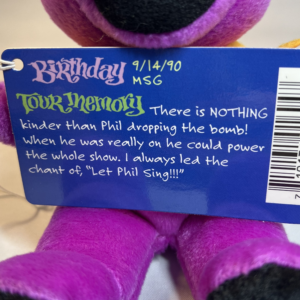 Birthday 9/14/90
MSG
Tour Memory There is NOTHING
kinder than Phil dropping the bomb!
When he was really on he could power
the whole show. I always led the
chant of, "Let Phil Sing!!!"